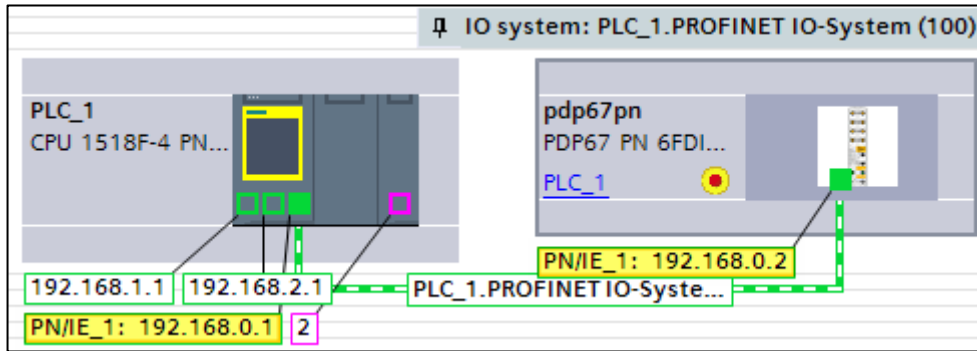 IO system: PLC_1.PROFINET IO-System (100)
PLC_1
CPU 1518F-4 PN...
pdp67pn
PDP67 PN 6FDI...
PLC_1
PN/IE_1: 192.168.0.2
192.168.1.1
192.168.2.1
PLC_1.PROFINET IO-Syste...
PN/IE_1: 192.168.0.1
2